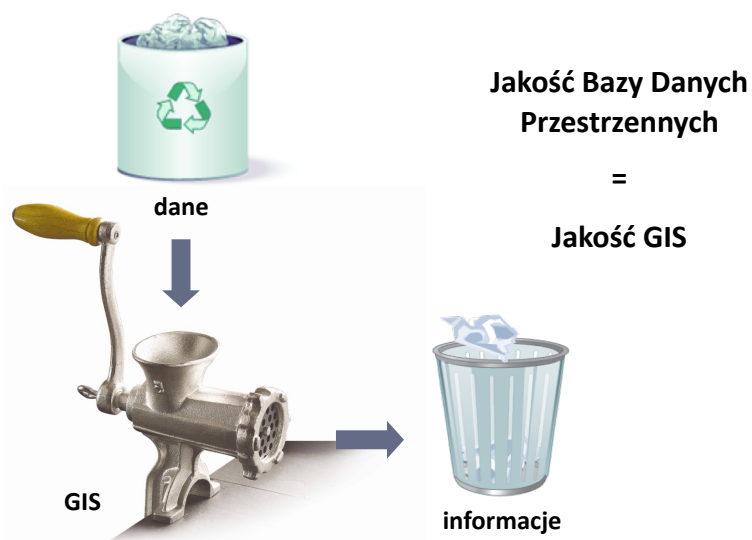 Jakość Bazy Danych
Przestrzennych
=
Jakość GIS
dane
GIS
informacje